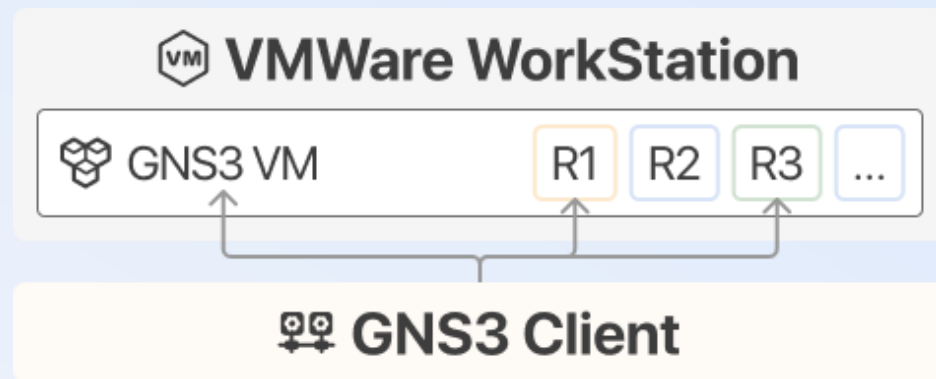 VM VMWare WorkStation
GNS3 VM R1 R2 R3 ...
GNS3 Client